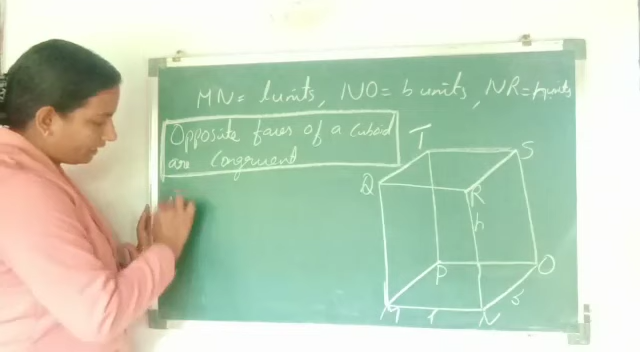 MN= l units, NO= b units, NR= h units
Opposite faces of a cuboid
are congruent
T
S
Q
R
h
P
O
M
l
N
b